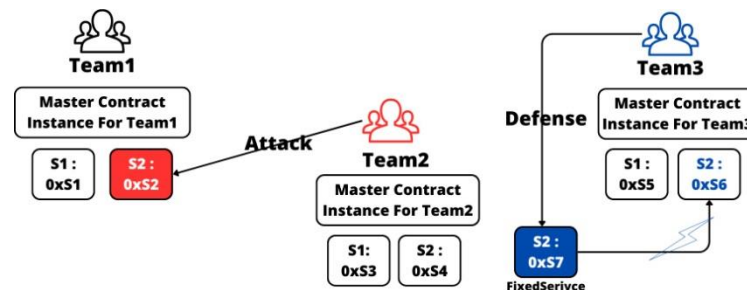 Team1
Master Contract
Instance For Team1
S1 :
0xS1
S2 :
0xS2
Attack
Team2
Master Contract
Instance For Team2
S1:
0xS3
S2 :
0xS4
Team3
Defense
Master Contract
Instance For Team3
S1 :
0xS5
S2 :
0xS6
S2 :
0xS7
FixedSerivce